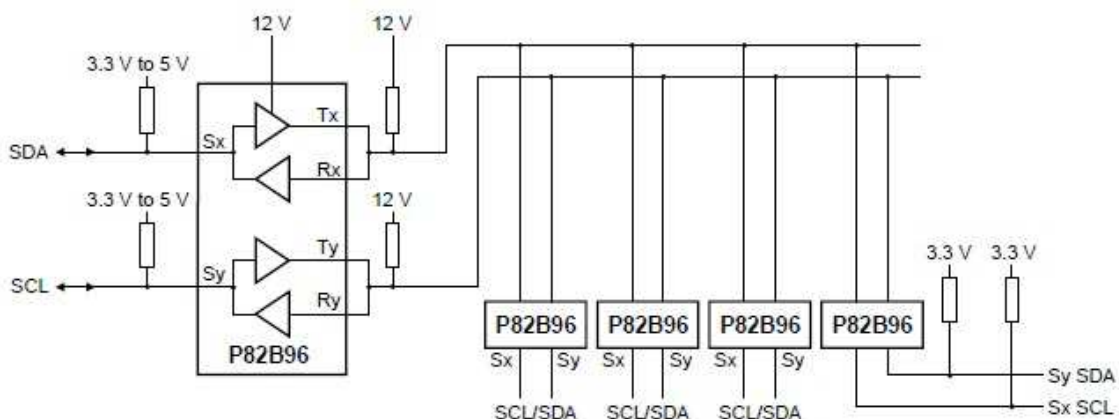 12 V
12 V
3.3 V to 5 V
Tx
Sx
SDA
Rx
3.3 V to 5 V
12 V
Ty
Sy
SCL
Ry
P82B96
3.3 V
3.3 V
P82B96
P82B96
P82B96
P82B96
Sx
Sy
Sx
Sy
Sx
Sy
Sy SDA
Sx SCL
SCL/SDA
SCL/SDA
SCL/SDA